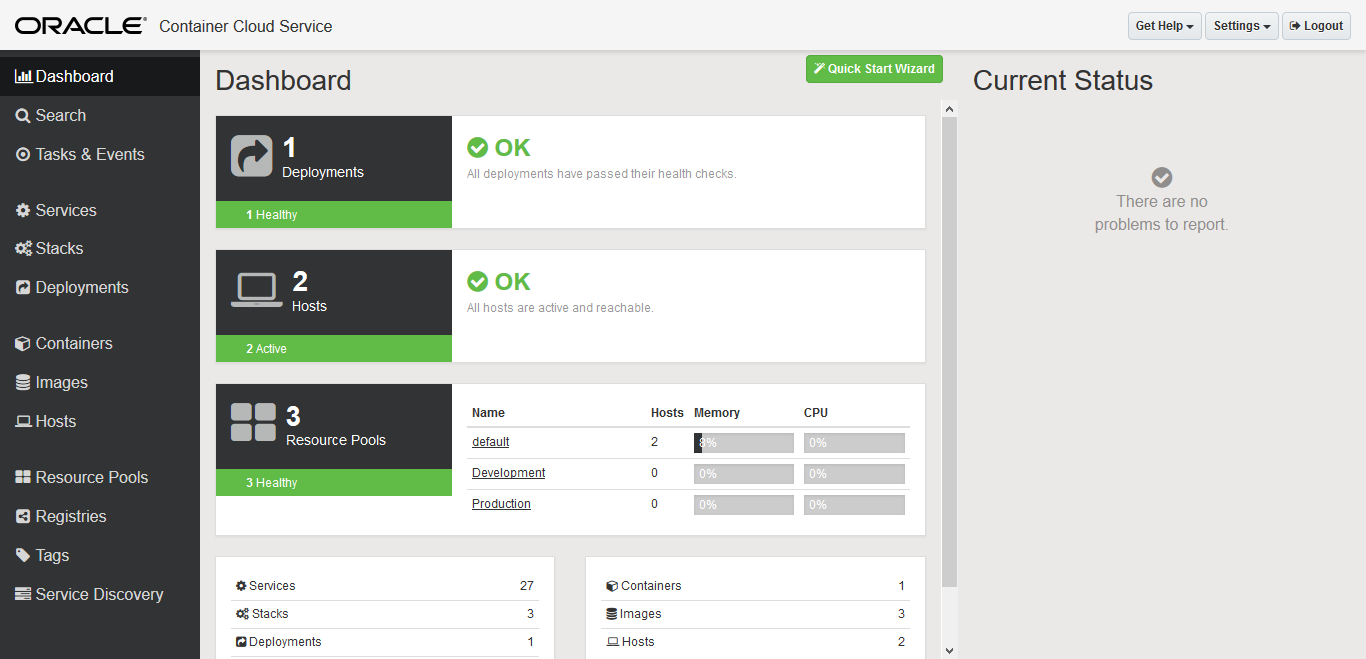 ORACLE® Container Cloud Service
Get Help
Settings
Logout
Dashboard
Search
Tasks & Events
Services
Stacks
Deployments
Containers
Images
Hosts
Resource Pools
Registries
Tags
Service Discovery
Dashboard
Quick Start Wizard
1
Deployments
1 Healthy
OK
All deployments have passed their health checks.
2
Hosts
2 Active
OK
All hosts are active and reachable.
3
Resource Pools
3 Healthy
Name Hosts Memory CPU
default 2 8% 0%
Development 0 0% 0%
Production 0 0% 0%
Services 27
Stacks 3
Deployments 1
Containers 1
Images 3
Hosts 2
Current Status
There are no
problems to report.